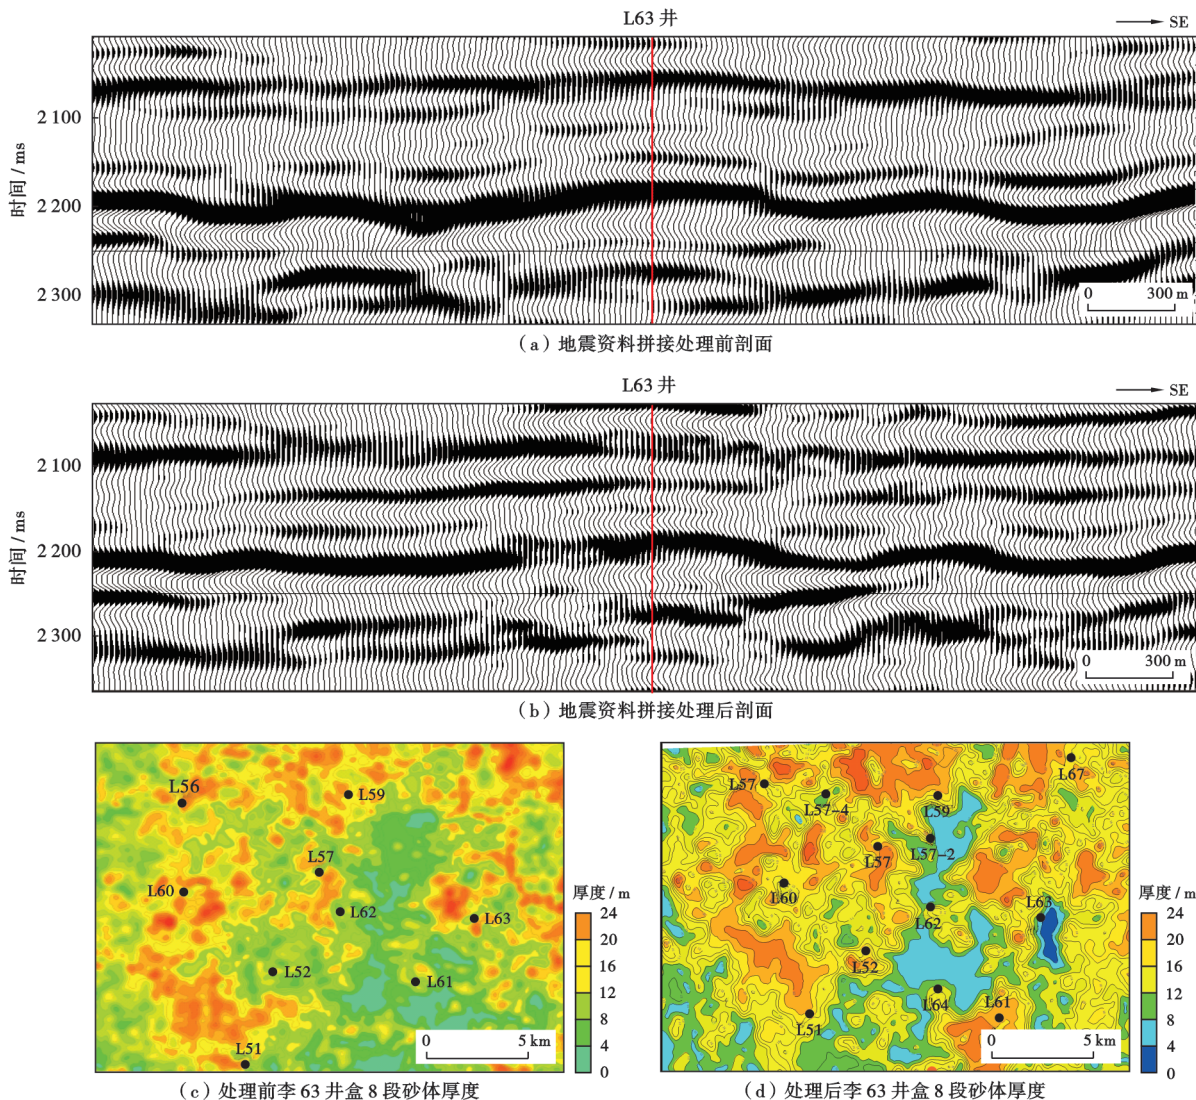 L63 井
SE
2 100
2 200
2 300
时间 / ms
0 300 m
（a）地震资料拼接处理前剖面
L63 井
SE
2 100
2 200
2 300
时间 / ms
0 300 m
（b）地震资料拼接处理后剖面
L56
L59
L57
L60
L62
L63
L52
L61
L51
0 5 km
厚度 / m
24
20
16
12
8
4
0
（c）处理前李 63 井盒 8 段砂体厚度
L67
L57
L57-4
L59
L57
L57-2
L60
L62
L63
L52
L64
L61
L51
0 5 km
厚度 / m
24
20
16
12
8
4
0
（d）处理后李 63 井盒 8 段砂体厚度